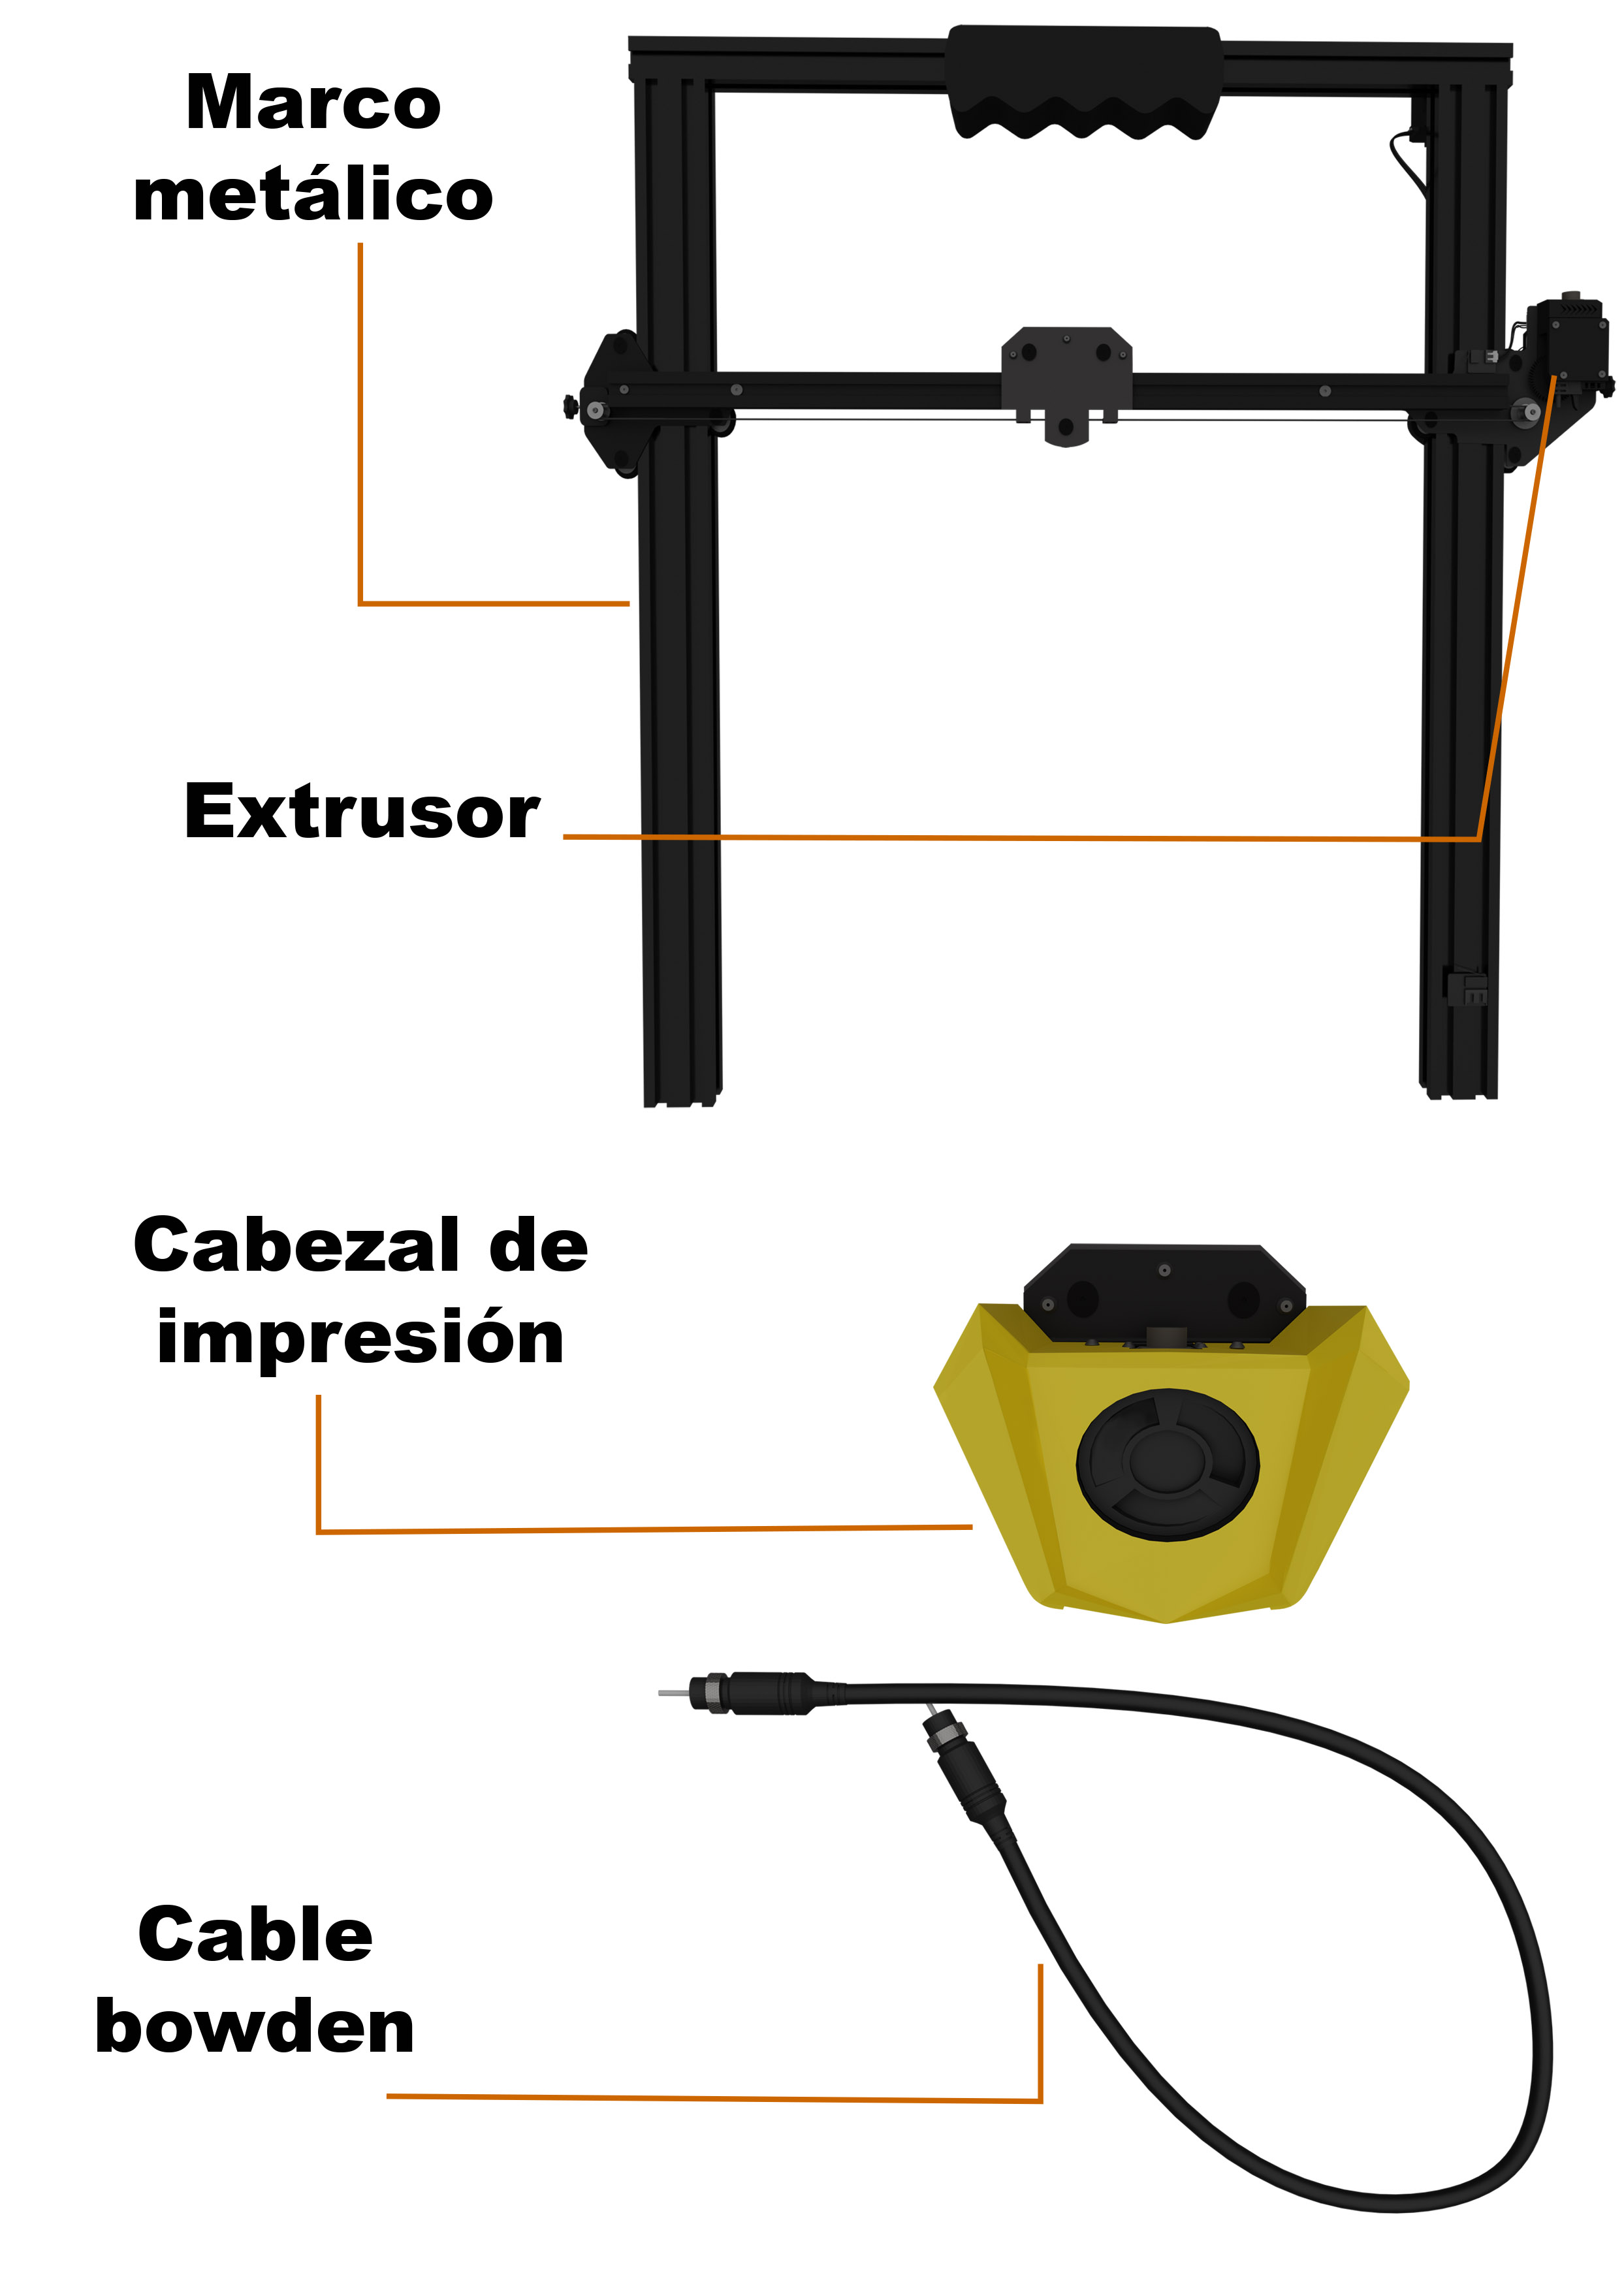 Marco
metálico
Extrusor
Cabezal de
impresión
Cable
bowden